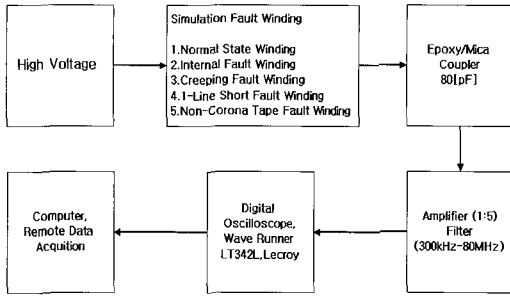 High Voltage
Simulation Fault Winding
1.Normal State Winding
2.Internal Fault Winding
3.Creeping Fault Winding
4.1-Line Short Fault Winding
5.Non-Corona Tape Fault Winding
Epoxy/Mica
Coupler
80[pF]
Amplifier (1:5)
Filter
(300kHz-80MHz)
Digital
Oscilloscope,
Wave Runner
LT342L,Lecroy
Computer,
Remote Data
Acquition